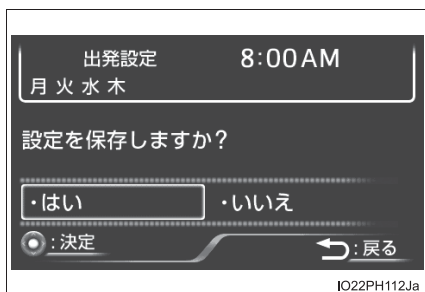 出発設定 8:00AM
月火水木
設定を保存しますか?
・はい ・いいえ
:決定 :戻る
IO22PH112Ja